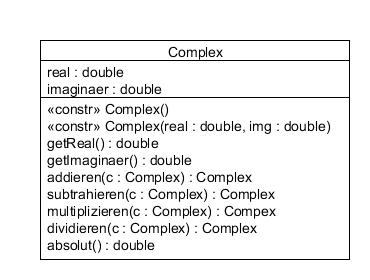 Complex
real : double
imaginaer : double
«constr» Complex()
«constr» Complex(real : double, img : double)
getReal() : double
getImaginaer() : double
addieren(c : Complex) : Complex
subtrahieren(c : Complex) : Complex
multiplizieren(c : Complex) : Compex
dividieren(c : Complex) : Complex
absolut() : double